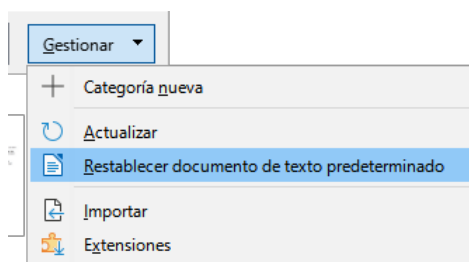 Gestionar
Categoría nueva
Actualizar
Restablecer documento de texto predeterminado
Importar
Extensiones